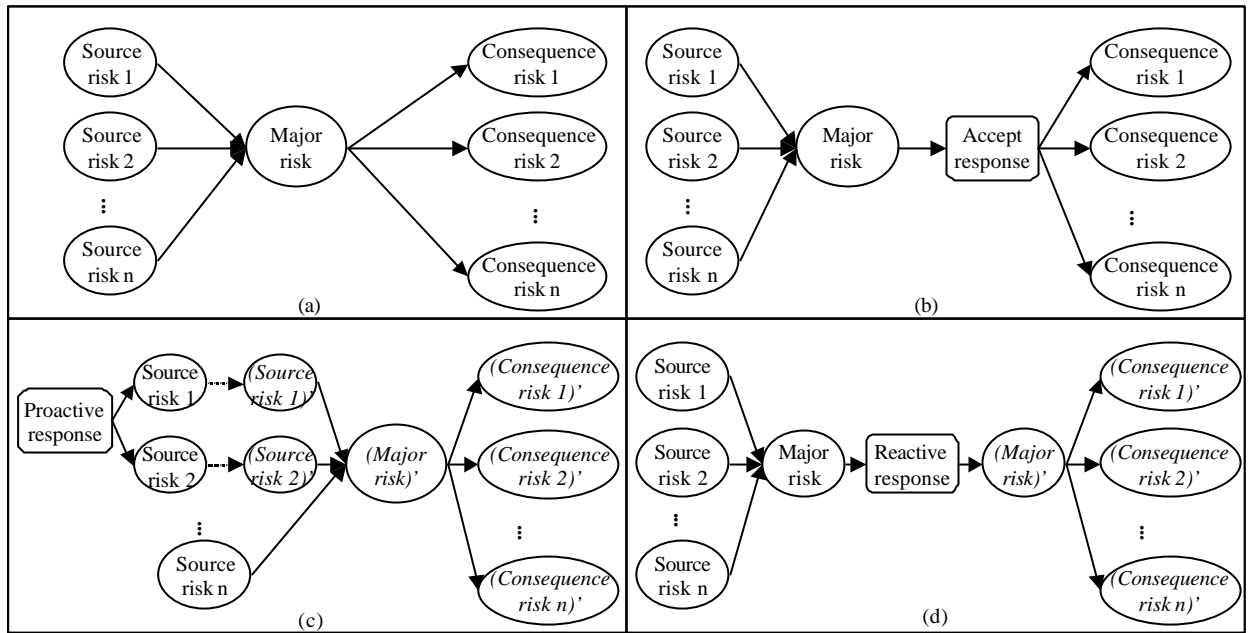 Source
risk 1
Source
risk 2
⋮
Source
risk n
Major
risk
Consequence
risk 1
Consequence
risk 2
⋮
Consequence
risk n
(a)
Source
risk 1
Source
risk 2
⋮
Source
risk n
Major
risk
Accept
response
Consequence
risk 1
Consequence
risk 2
⋮
Consequence
risk n
(b)
Proactive
response
Source
risk 1
(Source
risk 1)’
Source
risk 2
(Source
risk 2)’
⋮
Source
risk n
(Major
risk)’
(Consequence
risk 1)’
(Consequence
risk 2)’
⋮
(Consequence
risk n)’
(c)
Source
risk 1
Source
risk 2
⋮
Source
risk n
Major
risk
Reactive
response
(Major
risk)’
(Consequence
risk 1)’
(Consequence
risk 2)’
⋮
(Consequence
risk n)’
(d)